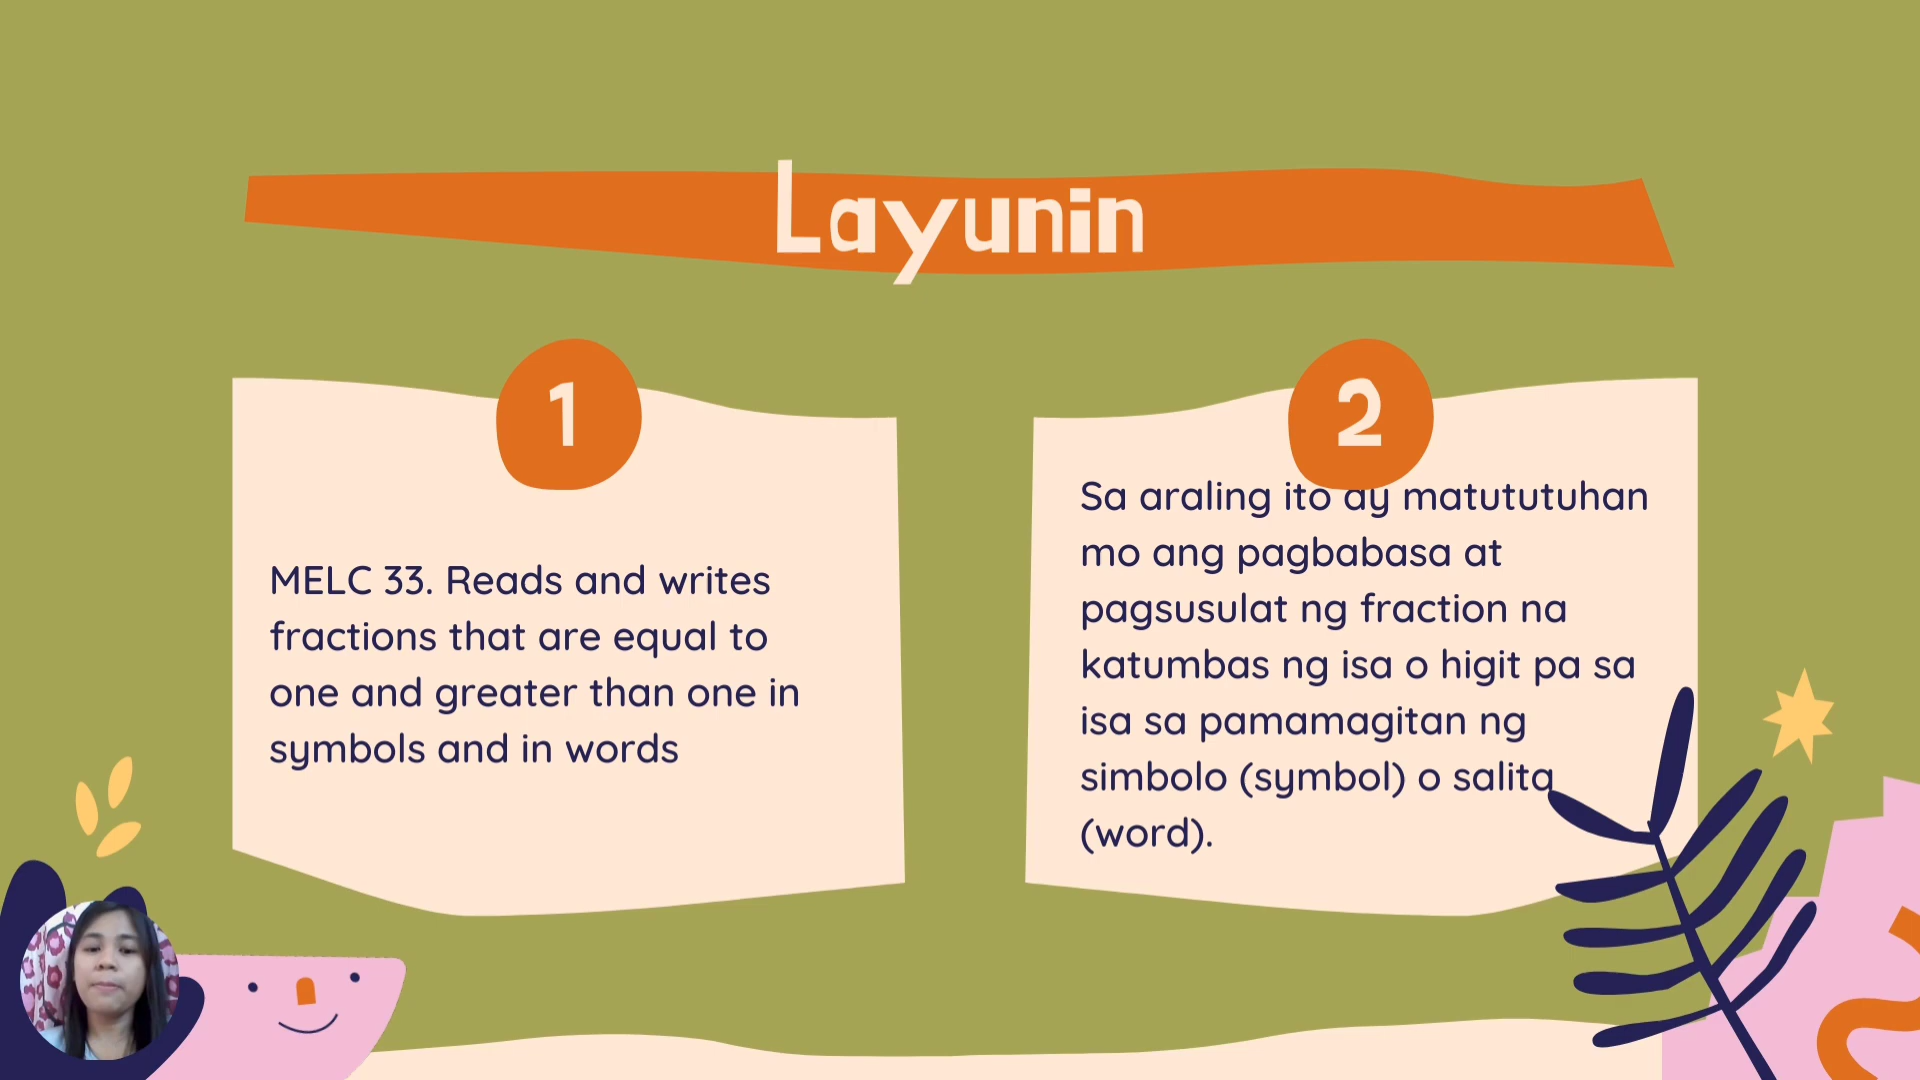 Layunin
1
MELC 33. Reads and writes
fractions that are equal to
one and greater than one in
symbols and in words
2
Sa araling ito ay matututuhan
mo ang pagbabasa at
pagsusulat ng fraction na
katumbas ng isa o higit pa sa
isa sa pamamagitan ng
simbolo (symbol) o salita
(word).